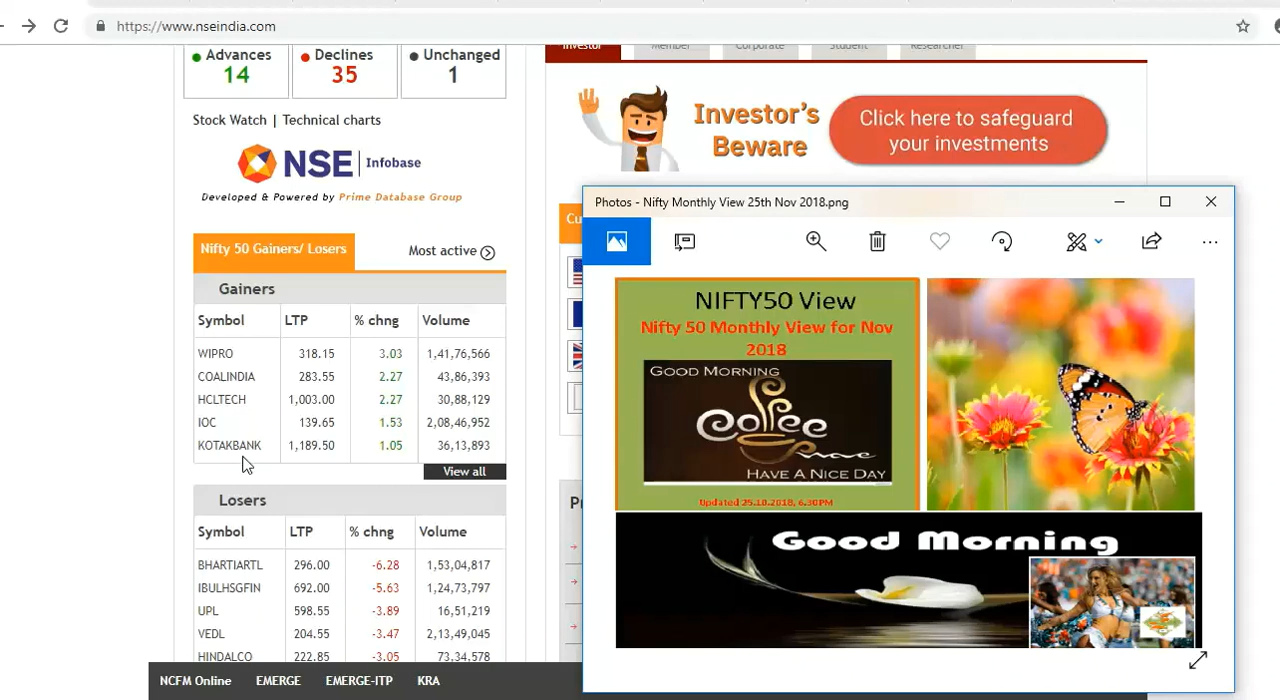 https://www.nseindia.com
Advances
14
Declines
35
Unchanged
1
Stock Watch | Technical charts
NSE Infobase
Developed & Powered by Prime Database Group
Nifty 50 Gainers/ Losers
Most active
Gainers
Symbol LTP % chng Volume
WIPRO 318.15 3.03 1,41,76,566
COALINDIA 283.55 2.27 43,86,393
HCLTECH 1,003.00 2.27 30,88,129
IOC 139.65 1.53 2,08,46,952
KOTAKBANK 1,189.50 1.05 36,13,893
View all
Losers
Symbol LTP % chng Volume
BHARTIARTL 296.00 -6.28 1,53,04,817
IBULHSGFIN 692.00 -5.63 1,24,73,797
UPL 598.55 -3.89 16,51,219
VEDL 204.55 -3.47 2,13,49,045
HINDALCO 222.85 -3.05 73,34,578
NCFM Online EMERGE EMERGE-ITP KRA
Investor Member Corporate Student Researcher
Investor's
Beware
Click here to safeguard
your investments
Cu
Pr
Photos - Nifty Monthly View 25th Nov 2018.png
NIFTY50 View
Nifty 50 Monthly View for Nov
2018
GOOD MORNING
Coffee
HAVE A NICE DAY
Updated 25.10.2018, 6.30PM
Good Morning